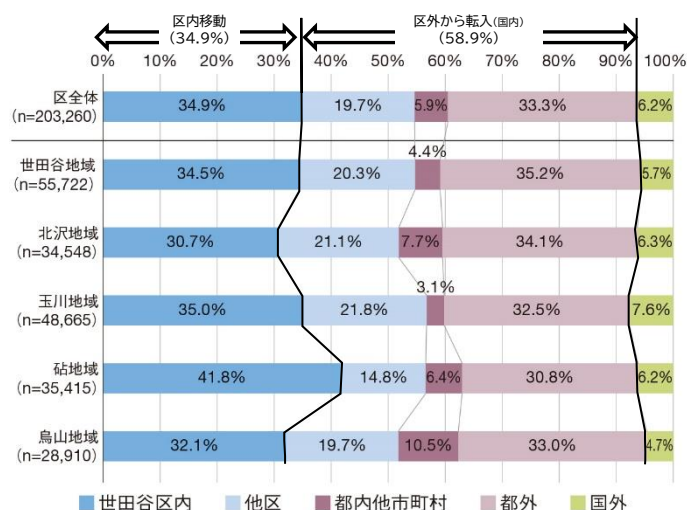 区内移動 区外から転入(国内)
(34.9%) (58.9%)
0% 10% 20% 30% 40% 50% 60% 70% 80% 90% 100%
区全体
(n=203,260)
34.9% 19.7% 5.9% 33.3% 6.2%
世田谷地域
(n=55,722)
34.5% 20.3% 4.4% 35.2% 5.7%
北沢地域
(n=34,548)
30.7% 21.1% 7.7% 34.1% 6.3%
玉川地域
(n=48,665)
35.0% 21.8% 3.1% 32.5% 7.6%
砧地域
(n=35,415)
41.8% 14.8% 6.4% 30.8% 6.2%
烏山地域
(n=28,910)
32.1% 19.7% 10.5% 33.0% 4.7%
世田谷区内 他区 都内他市町村 都外 国外